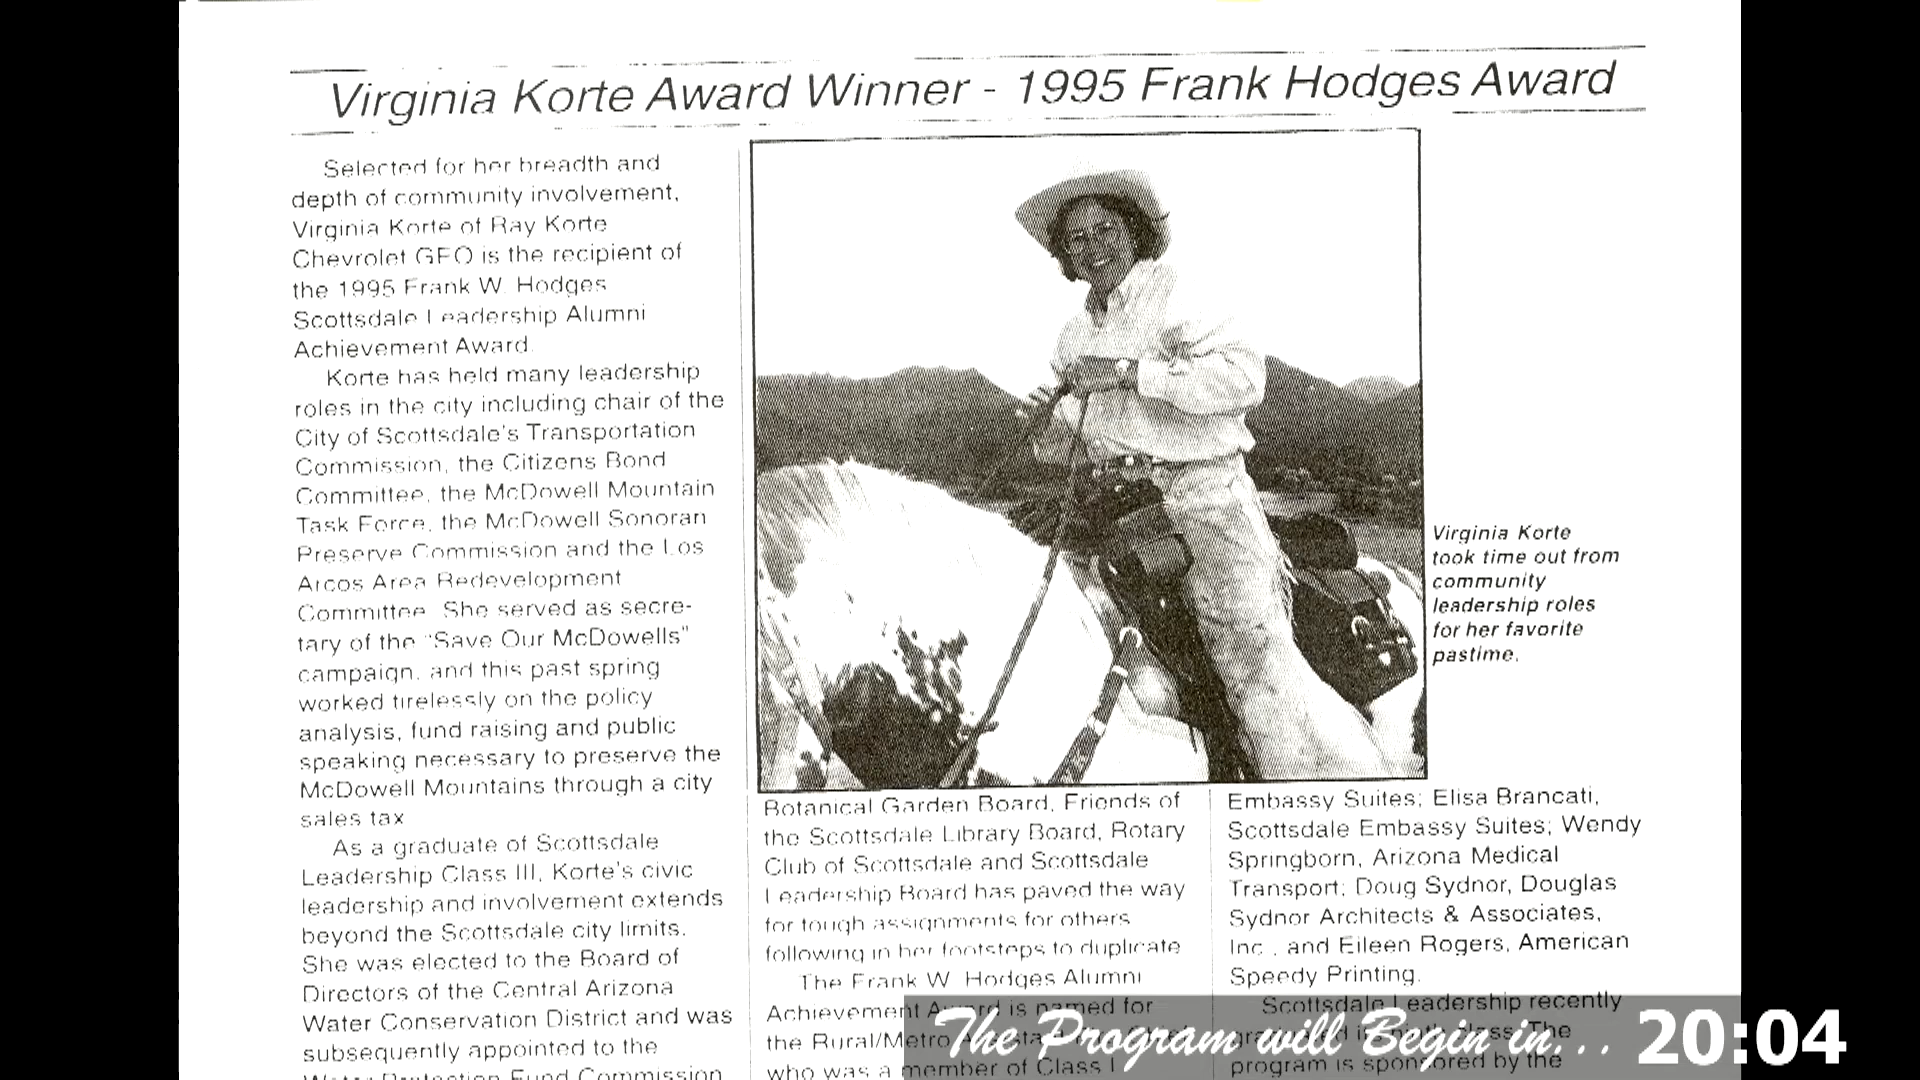 Virginia Korte Award Winner - 1995 Frank Hodges Award
Selected for her breadth and
depth of community involvement,
Virginia Korte of Ray Korte
Chevrolet GEO is the recipient of
the 1995 Frank W. Hodges
Scottsdale Leadership Alumni
Achievement Award.
Korte has held many leadership
roles in the city including chair of the
City of Scottsdale's Transportation
Commission, the Citizens Bond
Committee, the McDowell Mountain
Task Force, the McDowell Sonoran
Preserve Commission and the Los
Arcos Area Redevelopment
Committee. She served as secre-
tary of the "Save Our McDowells"
campaign, and this past spring
worked tirelessly on the policy
analysis, fund raising and public
speaking necessary to preserve the
McDowell Mountains through a city
sales tax
As a graduate of Scottsdale
Leadership Class III, Korte's civic
leadership and involvement extends
beyond the Scottsdale city limits.
She was elected to the Board of
Directors of the Central Arizona
Water Conservation District and was
subsequently appointed to the
Water Protection Fund Commission
Virginia Korte
took time out from
community
leadership roles
for her favorite
pastime.
Botanical Garden Board, Friends of
the Scottsdale Library Board, Rotary
Club of Scottsdale and Scottsdale
Leadership Board has paved the way
for tough assignments for others
following in her footsteps to duplicate
The Frank W. Hodges Alumni
Achievement Award is named for
the Rural/Metro
who was a member of Class I
Embassy Suites; Elisa Brancati,
Scottsdale Embassy Suites; Wendy
Springborn, Arizona Medical
Transport; Doug Sydnor, Douglas
Sydnor Architects & Associates,
Inc., and Eileen Rogers, American
Speedy Printing.
Scottsdale Leadership recently
graduated its ninth class. The
program is sponsored by the
The Program will Begin in... 20:04